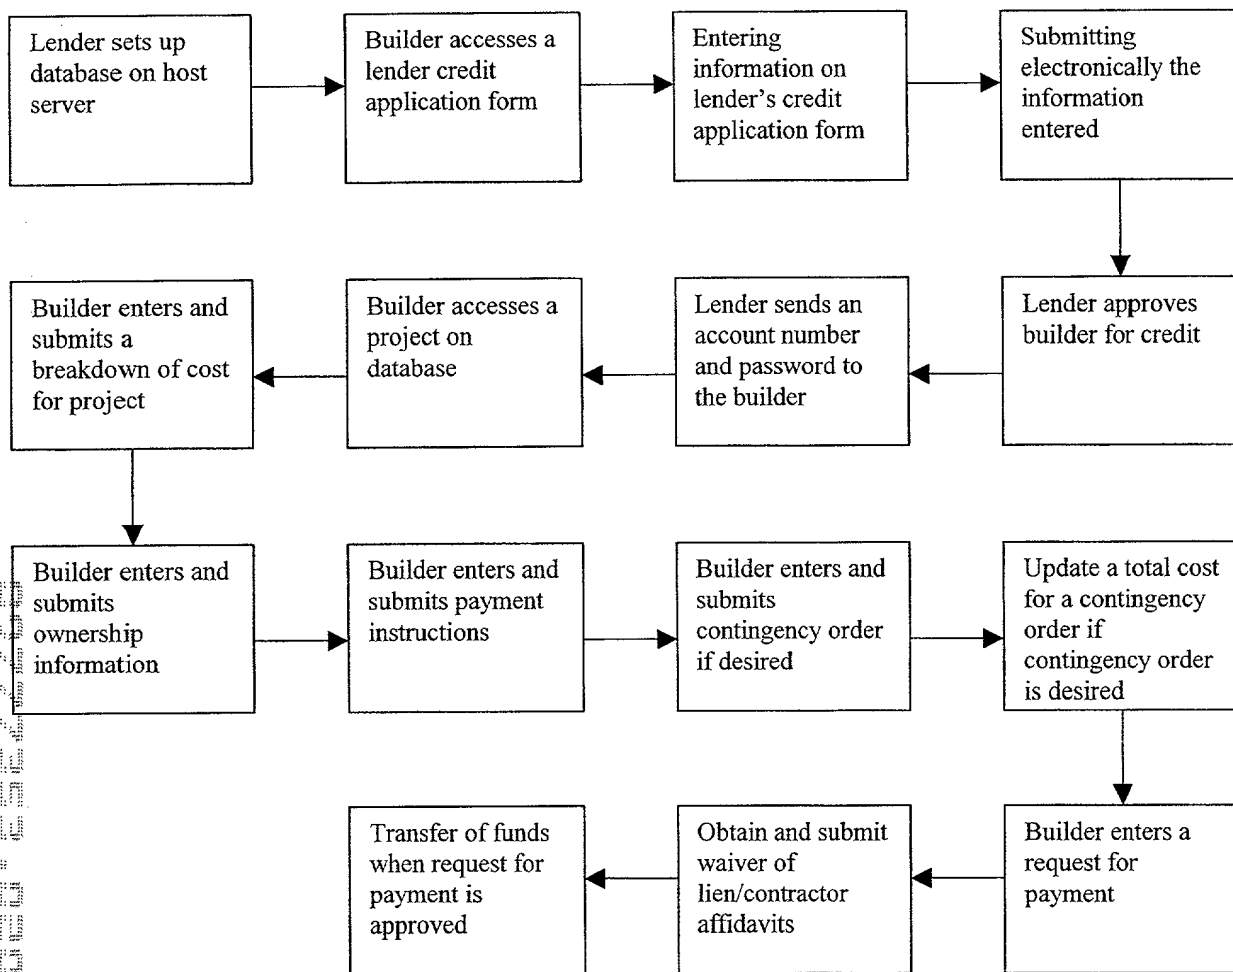 Lender sets up
database on host
server
Builder accesses a
lender credit
application form
Entering
information on
lender's credit
application form
Submitting
electronically the
information
entered
Lender approves
builder for credit
Lender sends an
account number
and password to
the builder
Builder accesses a
project on
database
Builder enters and
submits a
breakdown of cost
for project
Builder enters and
submits
ownership
information
Builder enters and
submits payment
instructions
Builder enters and
submits
contingency order
if desired
Update a total cost
for a contingency
order if
contingency order
is desired
Builder enters a
request for
payment
Obtain and submit
waiver of
lien/contractor
affidavits
Transfer of funds
when request for
payment is
approved